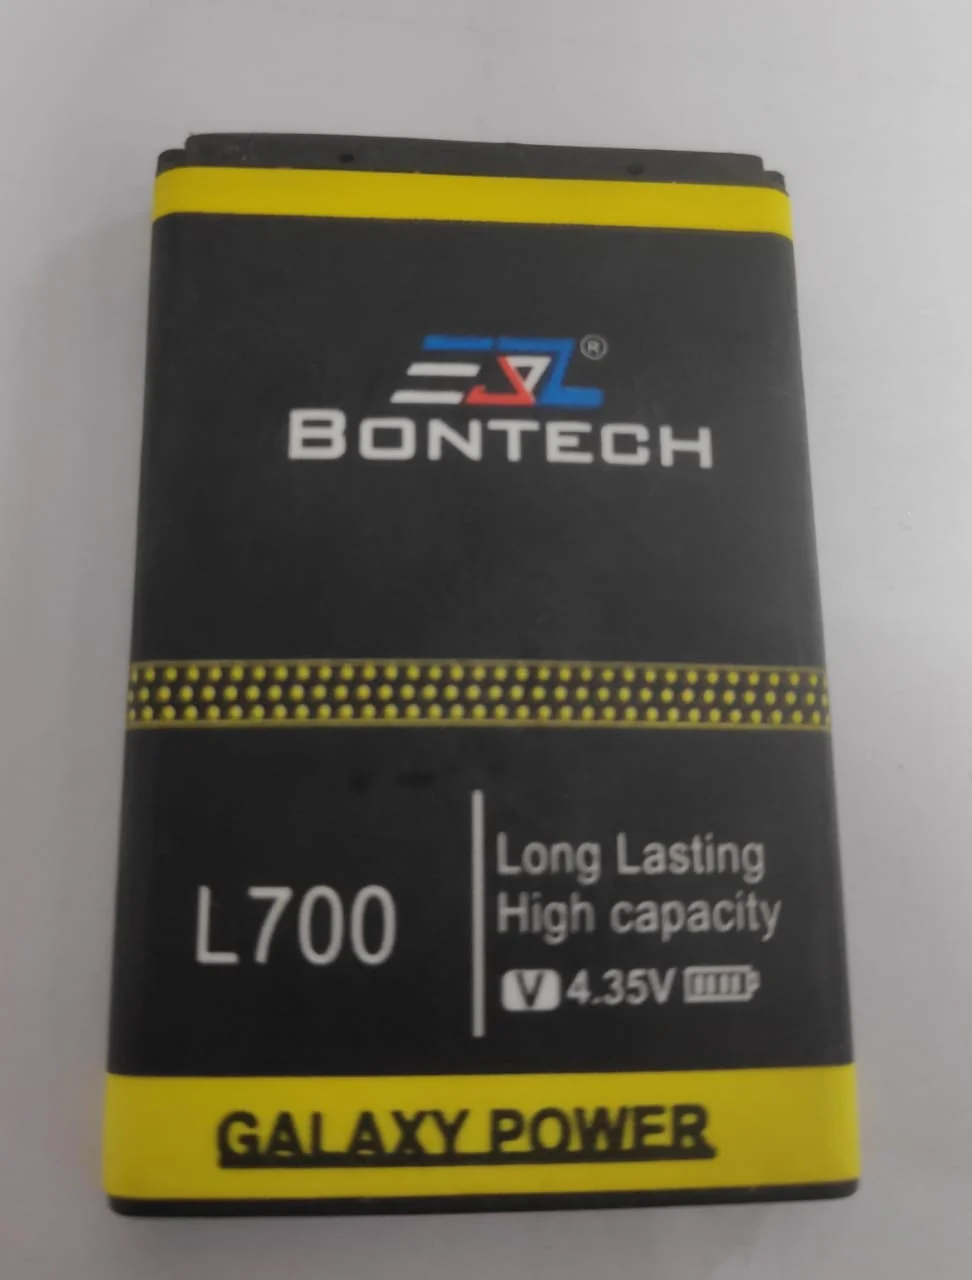 ®
BONTECH
L700
Long Lasting
High capacity
V 4.35V
GALAXY POWER